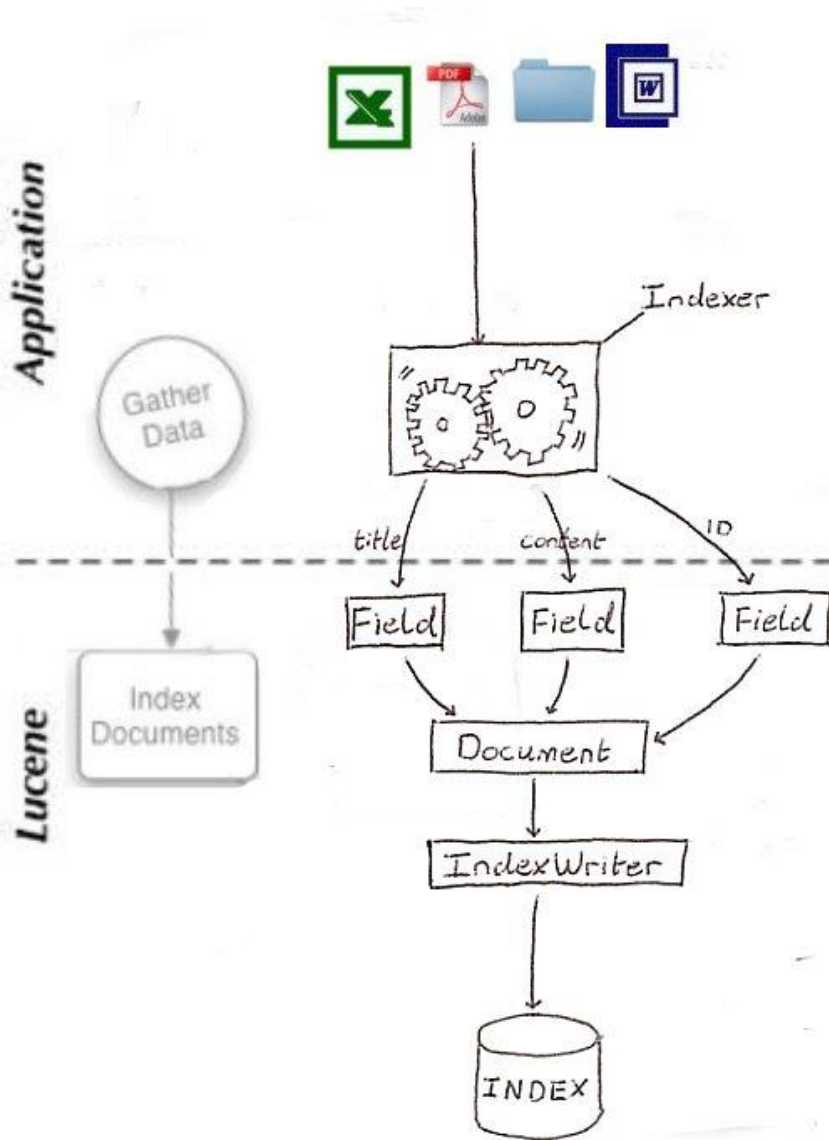 PDF
Adobe
W
Application
Indexer
Gather
Data
title
content
ID
Field
Field
Field
Index
Documents
Document
Lucene
IndexWriter
INDEX